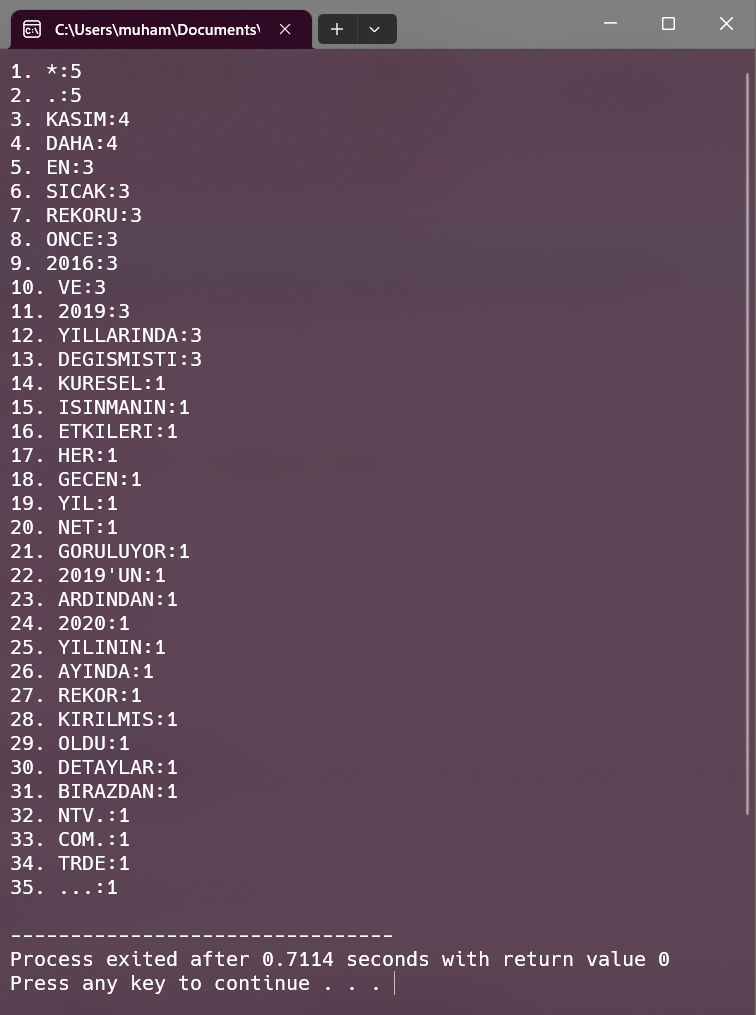 C:\Users\muham\Documents\
1. *:5
2. .:5
3. KASIM:4
4. DAHA:4
5. EN:3
6. SICAK:3
7. REKORU:3
8. ONCE:3
9. 2016:3
10. VE:3
11. 2019:3
12. YILLARINDA:3
13. DEGISMISTI:3
14. KURESEL:1
15. ISINMANIN:1
16. ETKILERI:1
17. HER:1
18. GECEN:1
19. YIL:1
20. NET:1
21. GORULUYOR:1
22. 2019'UN:1
23. ARDINDAN:1
24. 2020:1
25. YILININ:1
26. AYINDA:1
27. REKOR:1
28. KIRILMIS:1
29. OLDU:1
30. DETAYLAR:1
31. BIRAZDAN:1
32. NTV.:1
33. COM.:1
34. TRDE:1
35. ...:1
--------------------------------
Process exited after 0.7114 seconds with return value 0
Press any key to continue . . .